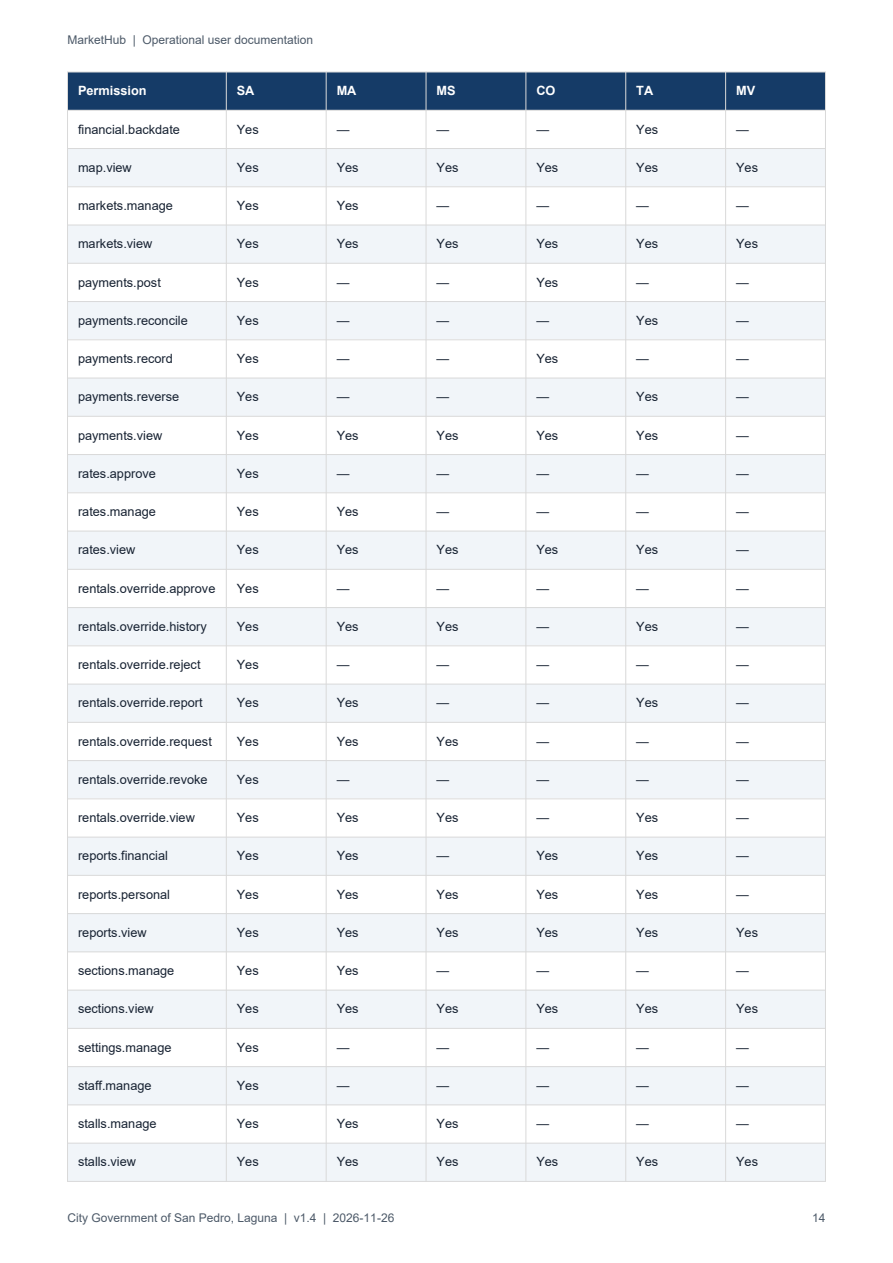 MarketHub | Operational user documentation
Permission SA MA MS CO TA MV
financial.backdate Yes — — — Yes —
map.view Yes Yes Yes Yes Yes Yes
markets.manage Yes Yes — — — —
markets.view Yes Yes Yes Yes Yes Yes
payments.post Yes — — Yes — —
payments.reconcile Yes — — — Yes —
payments.record Yes — — Yes — —
payments.reverse Yes — — — Yes —
payments.view Yes Yes Yes Yes Yes —
rates.approve Yes — — — — —
rates.manage Yes Yes — — — —
rates.view Yes Yes Yes Yes Yes —
rentals.override.approve Yes — — — — —
rentals.override.history Yes Yes Yes — Yes —
rentals.override.reject Yes — — — — —
rentals.override.report Yes Yes — — Yes —
rentals.override.request Yes Yes Yes — — —
rentals.override.revoke Yes — — — — —
rentals.override.view Yes Yes Yes — Yes —
reports.financial Yes Yes — Yes Yes —
reports.personal Yes Yes Yes Yes Yes —
reports.view Yes Yes Yes Yes Yes Yes
sections.manage Yes Yes — — — —
sections.view Yes Yes Yes Yes Yes Yes
settings.manage Yes — — — — —
staff.manage Yes — — — — —
stalls.manage Yes Yes Yes — — —
stalls.view Yes Yes Yes Yes Yes Yes
City Government of San Pedro, Laguna | v1.4 | 2026-11-26 14